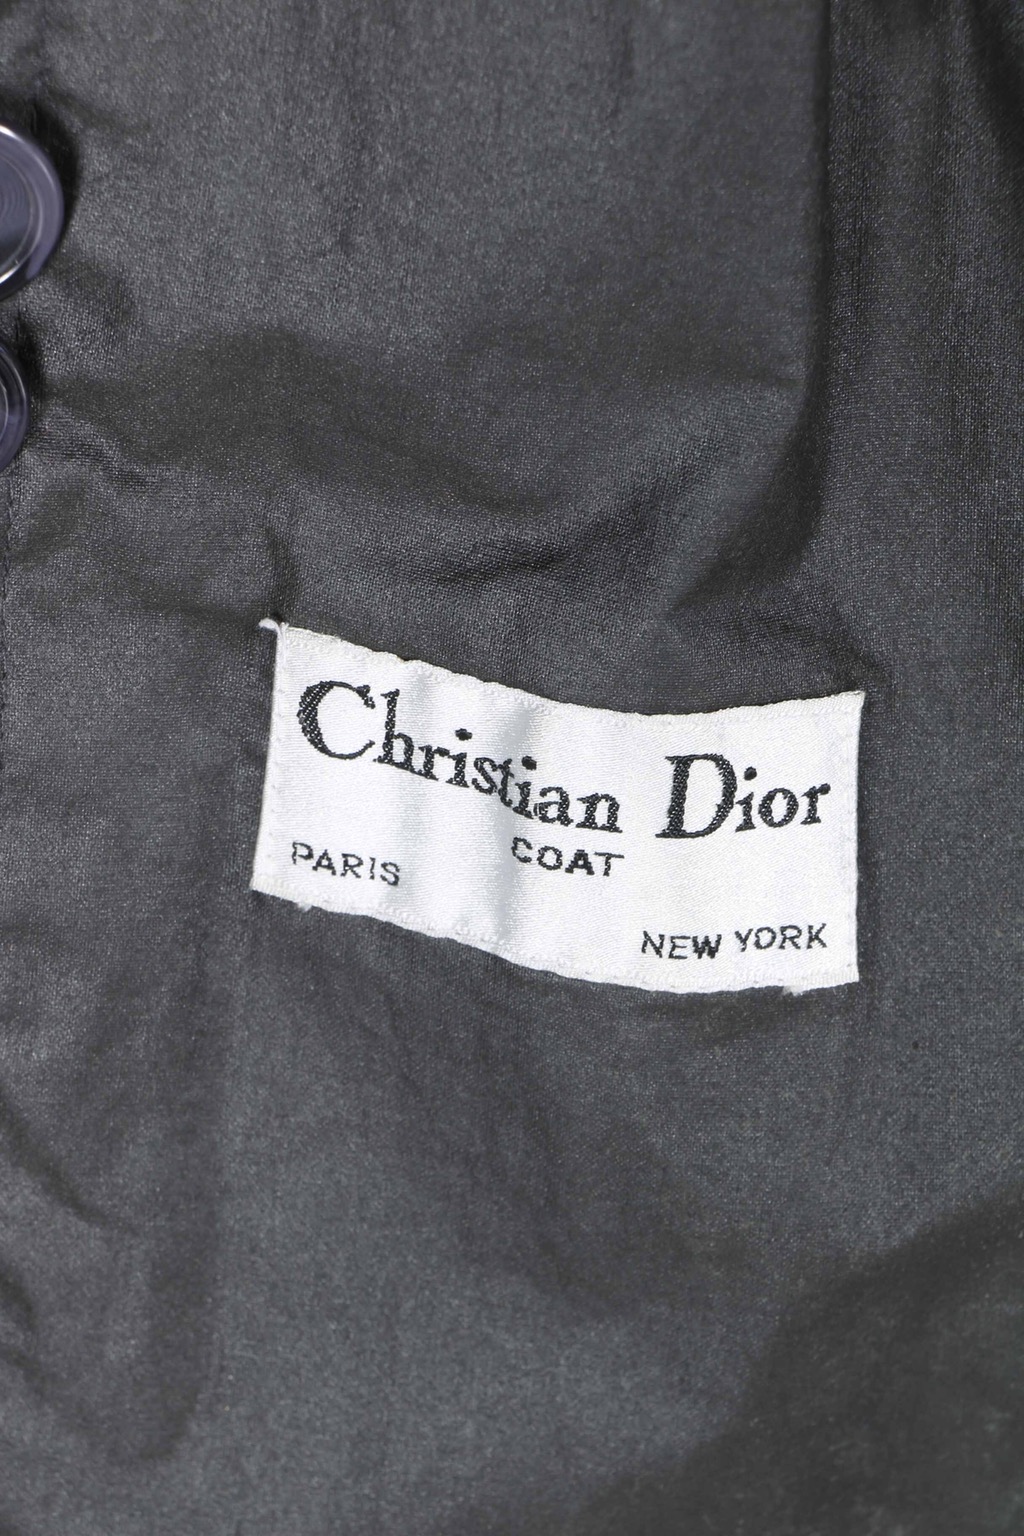 Christian Dior
COAT
PARIS
NEW YORK